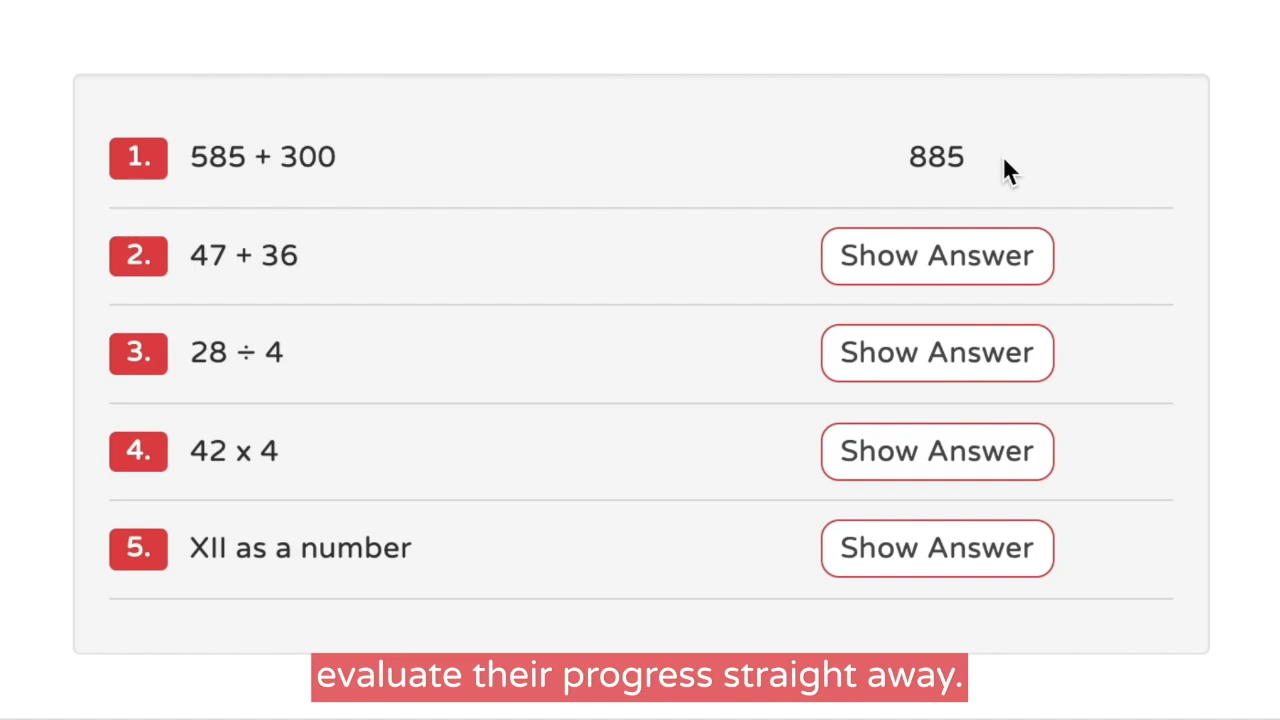 1. 585 + 300 885
2. 47 + 36 Show Answer
3. 28 ÷ 4 Show Answer
4. 42 x 4 Show Answer
5. XII as a number Show Answer
evaluate their progress straight away.